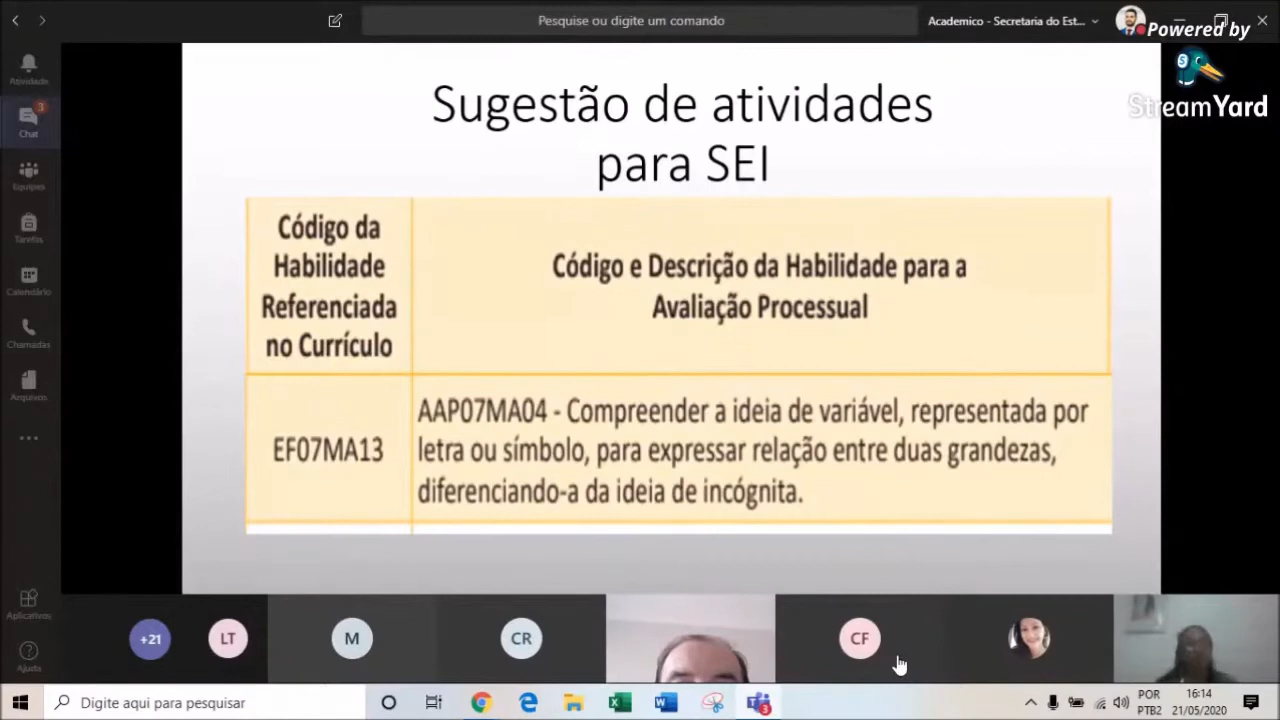 Pesquise ou digite um comando
Academico - Secretaria do Est...
Powered by
StreamYard
Atividade
3
Chat
Equipes
Tarefas
Calendário
Chamadas
Arquivos
Aplicativos
Ajuda
Sugestão de atividades
para SEI
Código da
Habilidade
Referenciada
no Currículo
Código e Descrição da Habilidade para a
Avaliação Processual
EF07MA13
AAP07MA04 - Compreender a ideia de variável, representada por
letra ou símbolo, para expressar relação entre duas grandezas,
diferenciando-a da ideia de incógnita.
+21
LT
M
CR
CF
Digite aqui para pesquisar
3
POR
PTB2
16:14
21/05/2020